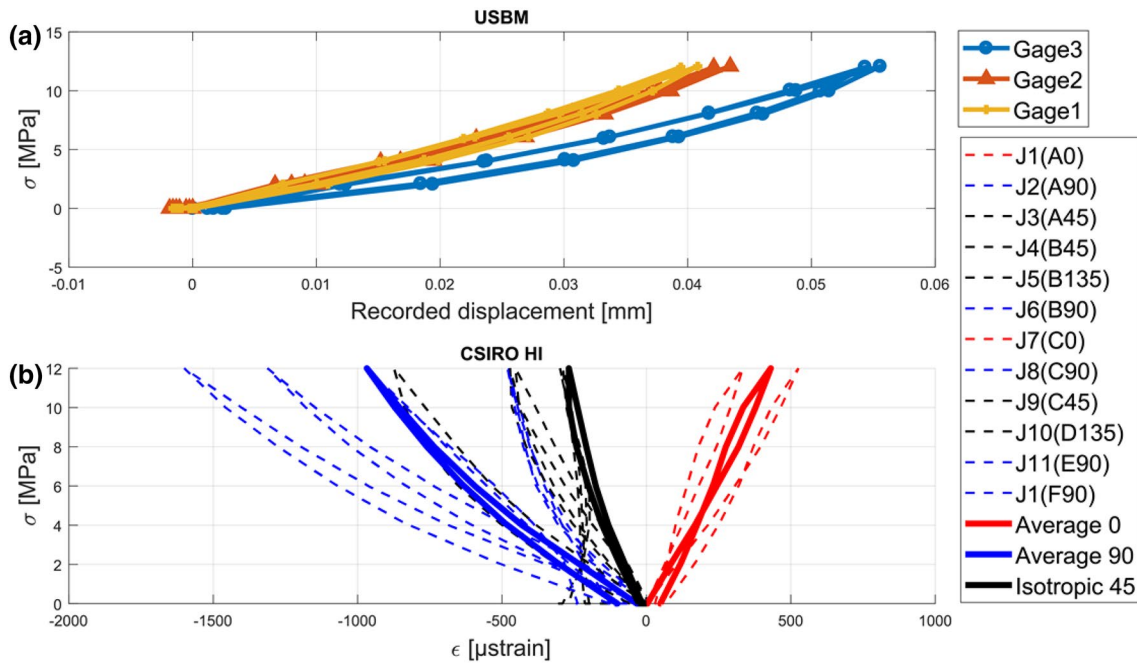 USBM
(a)
15
10
5
0
-5
σ [MPa]
-0.01 0 0.01 0.02 0.03 0.04 0.05 0.06
Recorded displacement [mm]
Gage3
Gage2
Gage1
CSIRO HI
(b)
12
10
8
6
4
2
0
σ [MPa]
-2000 -1500 -1000 -500 0 500 1000
ϵ [μstrain]
J1(A0)
J2(A90)
J3(A45)
J4(B45)
J5(B135)
J6(B90)
J7(C0)
J8(C90)
J9(C45)
J10(D135)
J11(E90)
J1(F90)
Average 0
Average 90
Isotropic 45